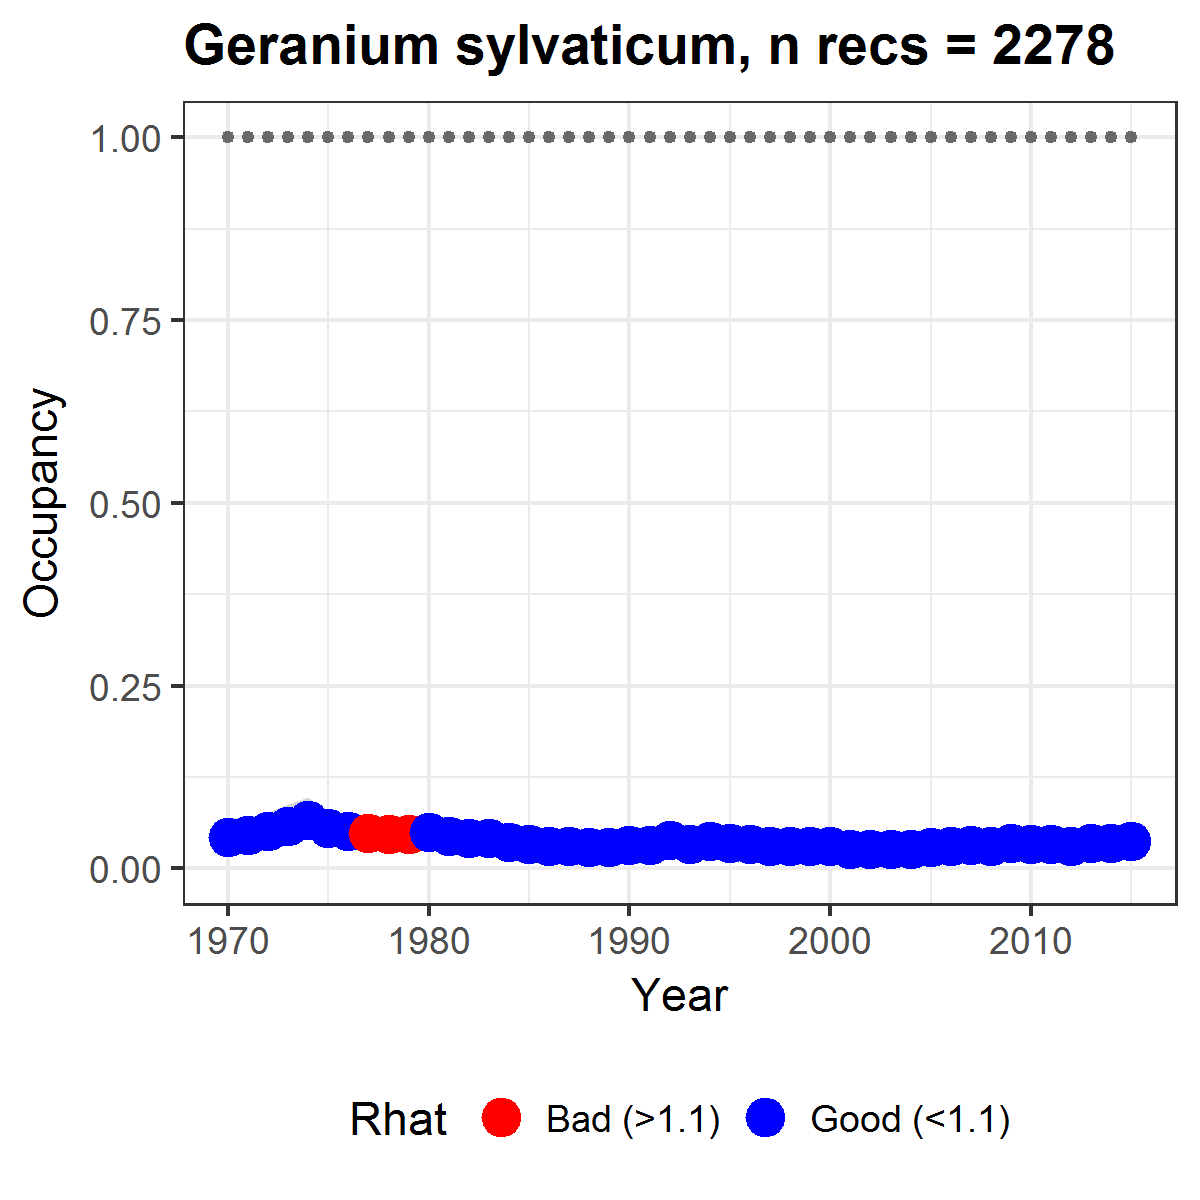 Geranium sylvaticum, n recs = 2278
1.00
0.75
0.50
0.25
0.00
Occupancy
1970 1980 1990 2000 2010
Year
Rhat Bad (>1.1) Good (<1.1)